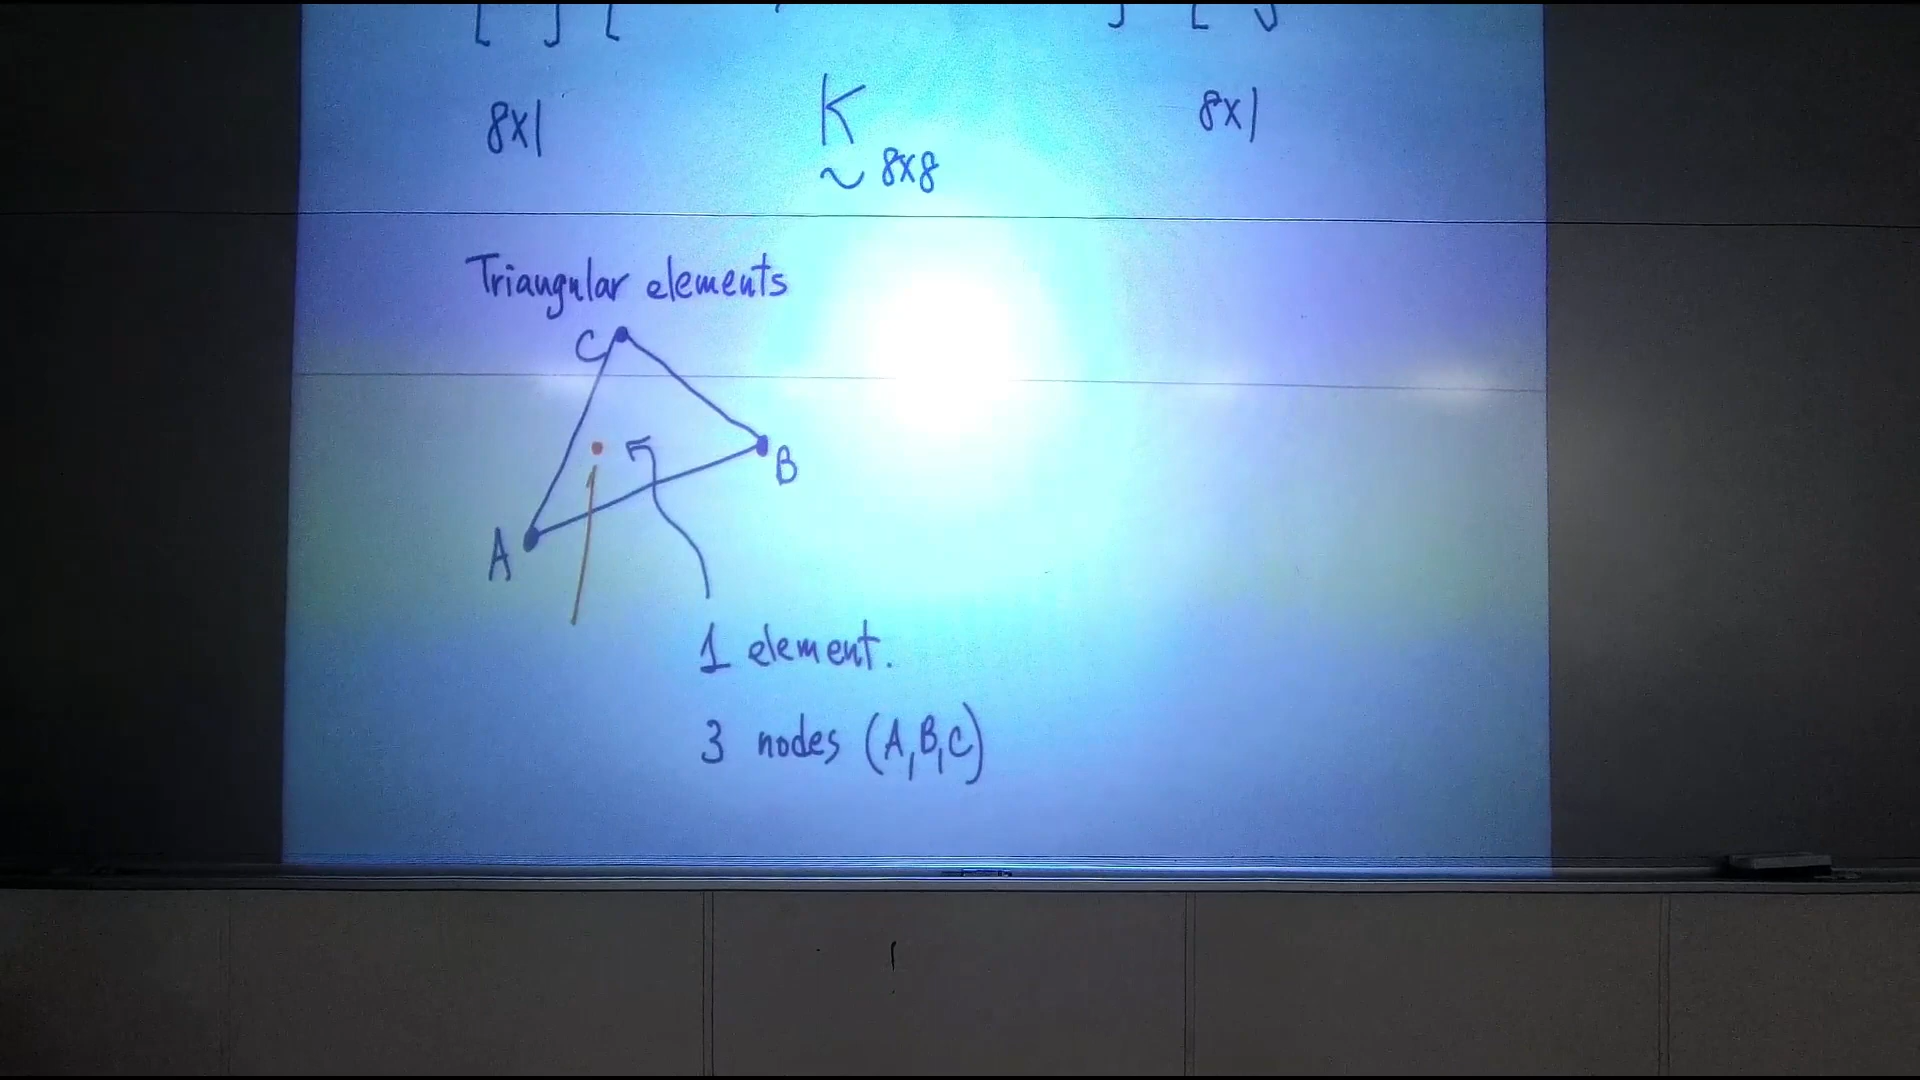 [ ] [ ] [ ]
8x1 K 8x1
~ 8x8
Triangular elements
C
B
A
1 element.
3 nodes (A,B,C)